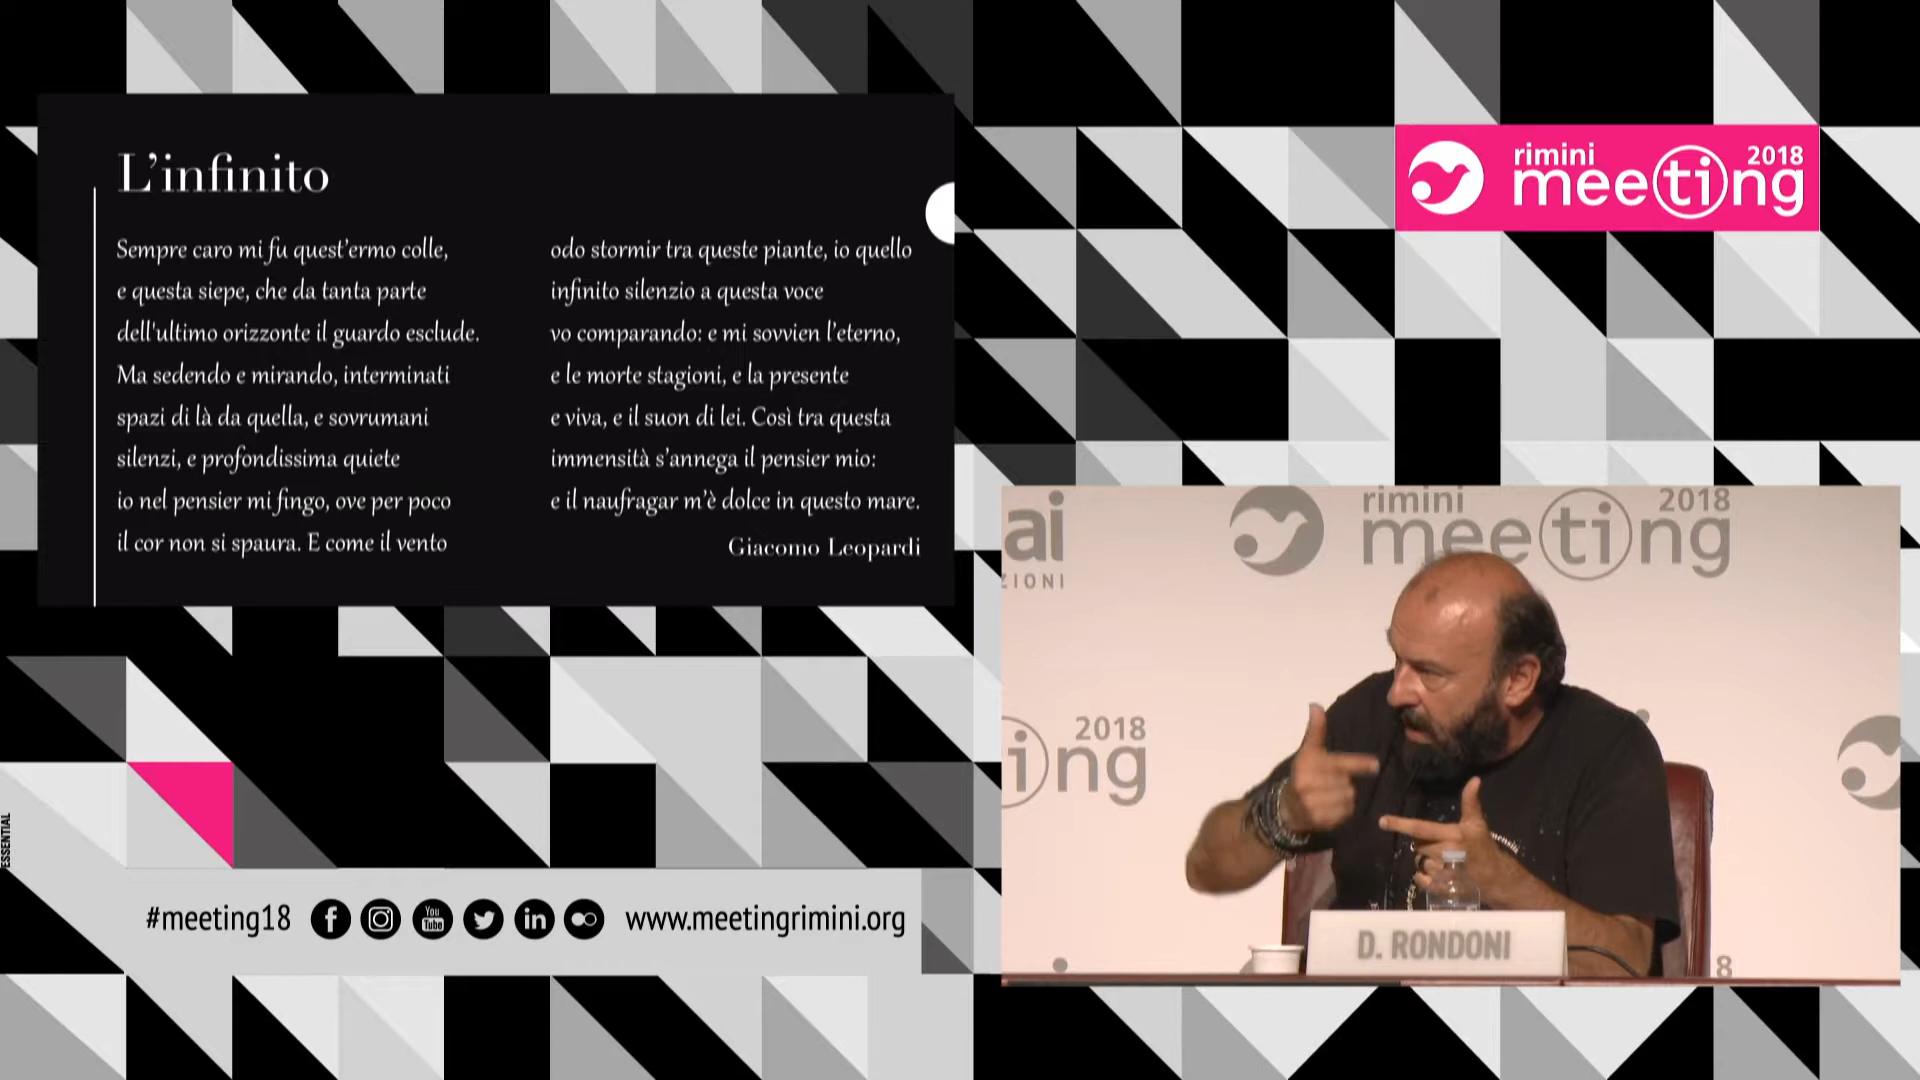 L'infinito
Sempre caro mi fu quest'ermo colle,
e questa siepe, che da tanta parte
dell'ultimo orizzonte il guardo esclude.
Ma sedendo e mirando, interminati
spazi di là da quella, e sovrumani
silenzi, e profondissima quiete
io nel pensier mi fingo, ove per poco
il cor non si spaura. E come il vento
odo stormir tra queste piante, io quello
infinito silenzio a questa voce
vo comparando: e mi sovvien l'eterno,
e le morte stagioni, e la presente
e viva, e il suon di lei. Così tra questa
immensità s'annega il pensier mio:
e il naufragar m'è dolce in questo mare.
Giacomo Leopardi
rimini 2018
meeting
ai
ZIONI
rimini 2018
meeting
2018
ing
D. RONDONI
8
ESSENTIAL
#meeting18
You
Tube
in
www.meetingrimini.org